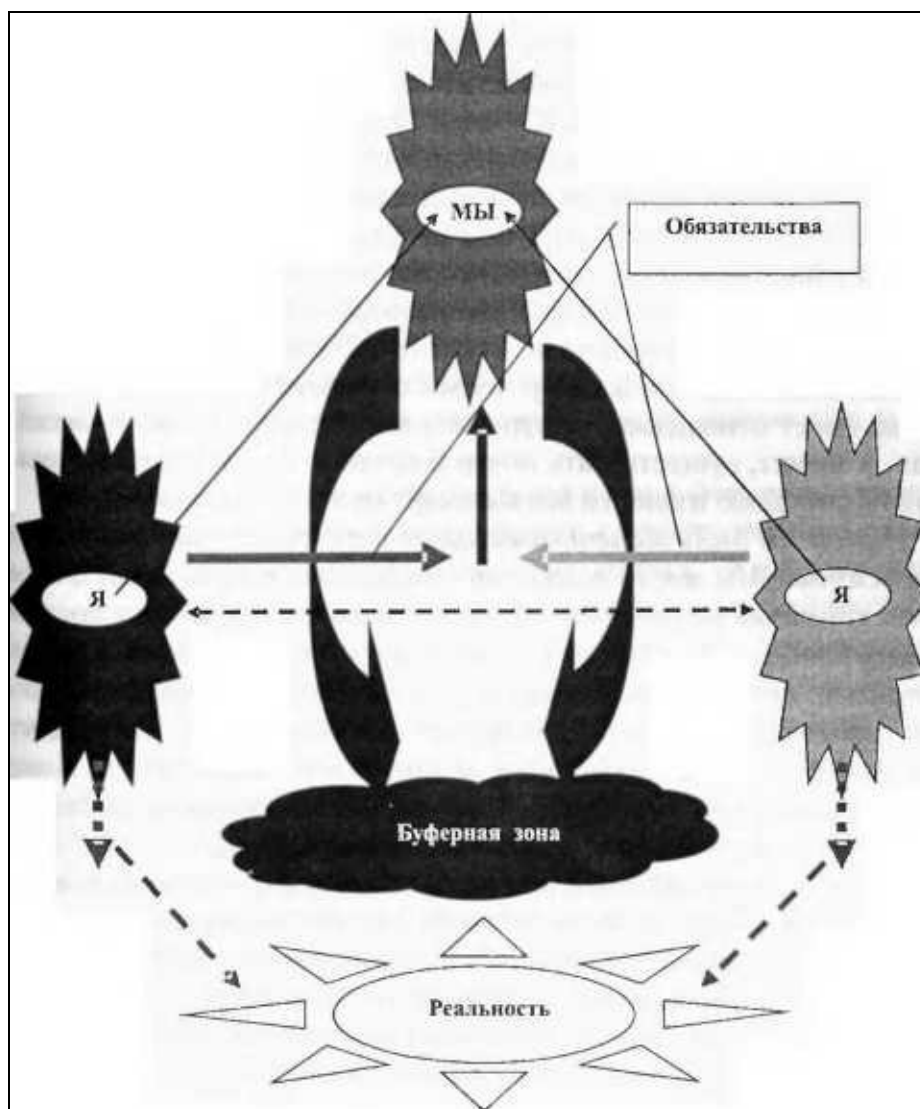 МЫ
Обязательства
Я
Я
Буферная зона
Реальность